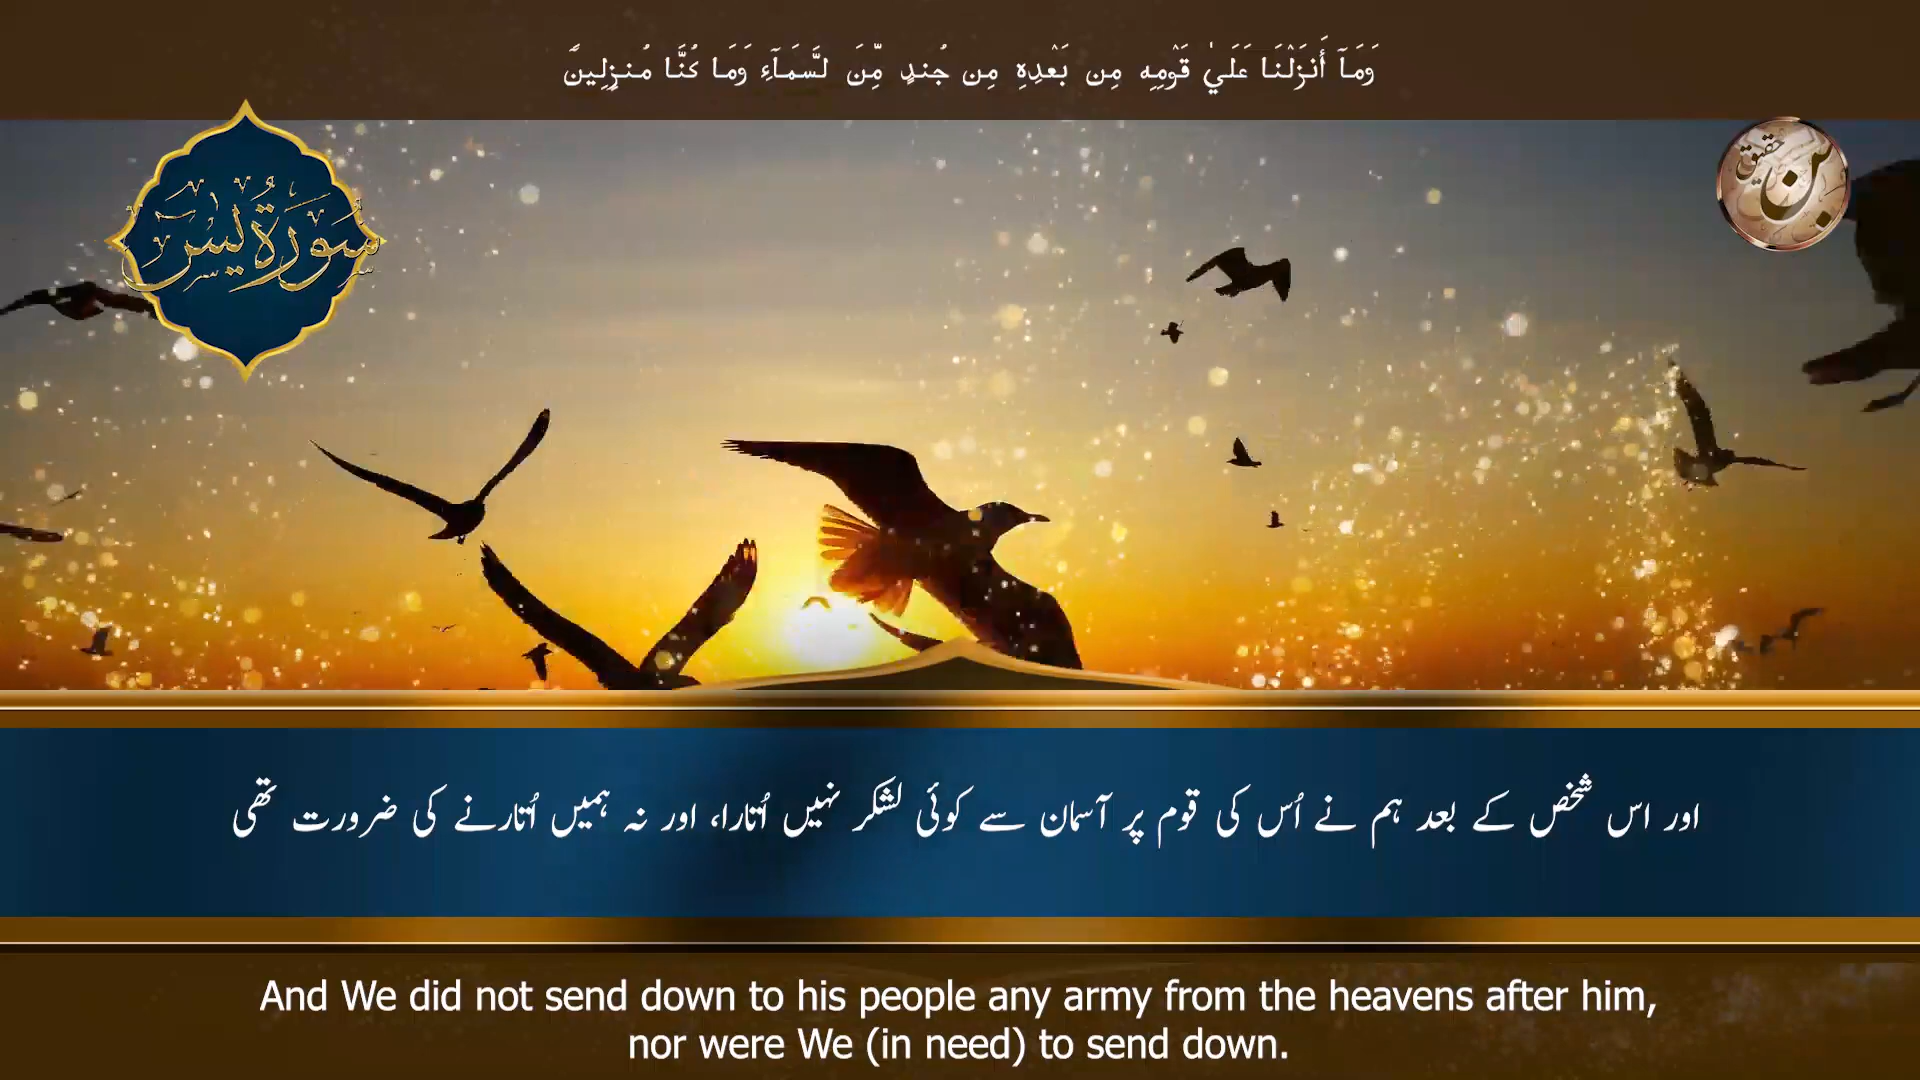 وَمَآ أَنزَلْنَا عَلَىٰ قَوْمِهِ مِن بَعْدِهِ مِن جُندٍ مِّنَ لسَّمَآءِ وَمَا كُنَّا مُنزِلِينَ
سُورَة يس
اور اس شخص کے بعد ہم نے اُس کی قوم پر آسمان سے کوئی لشکر نہیں اُتارا، اور نہ ہمیں اُتارنے کی ضرورت تھی
And We did not send down to his people any army from the heavens after him,
nor were We (in need) to send down.